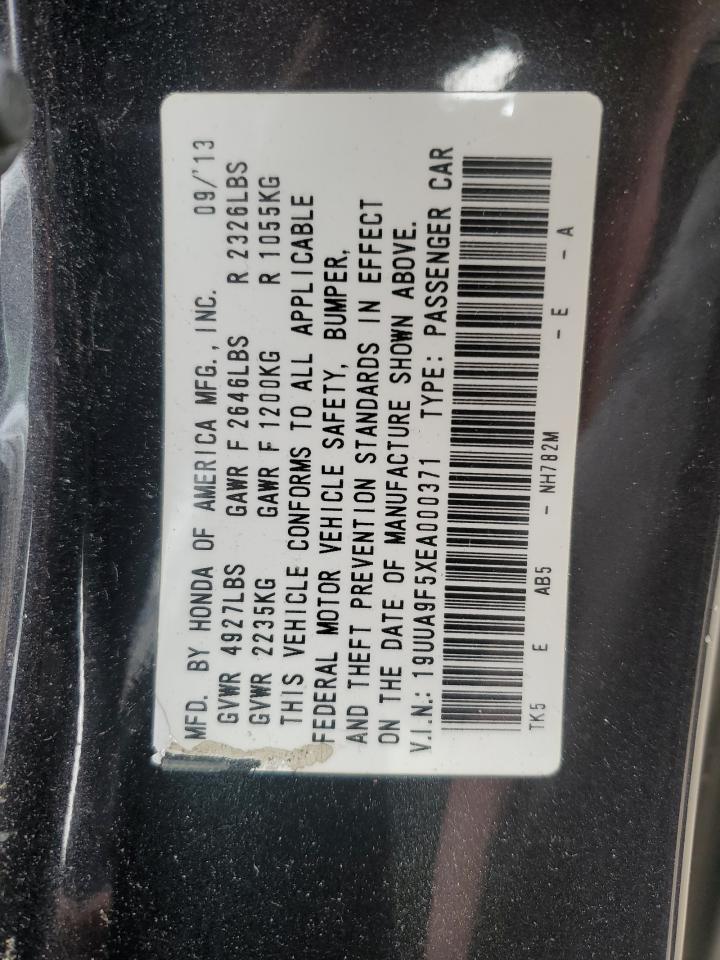 MFD. BY HONDA OF AMERICA MFG., INC. 09/'13
GVWR 4927LBS GAWR F 2646LBS R 2326LBS
GVWR 2235KG GAWR F 1200KG R 1055KG
THIS VEHICLE CONFORMS TO ALL APPLICABLE
FEDERAL MOTOR VEHICLE SAFETY, BUMPER,
AND THEFT PREVENTION STANDARDS IN EFFECT
ON THE DATE OF MANUFACTURE SHOWN ABOVE.
V.I.N.: 19UUA9F5XEA000371 TYPE: PASSENGER CAR
TK5 E AB5 - NH782M - E - A